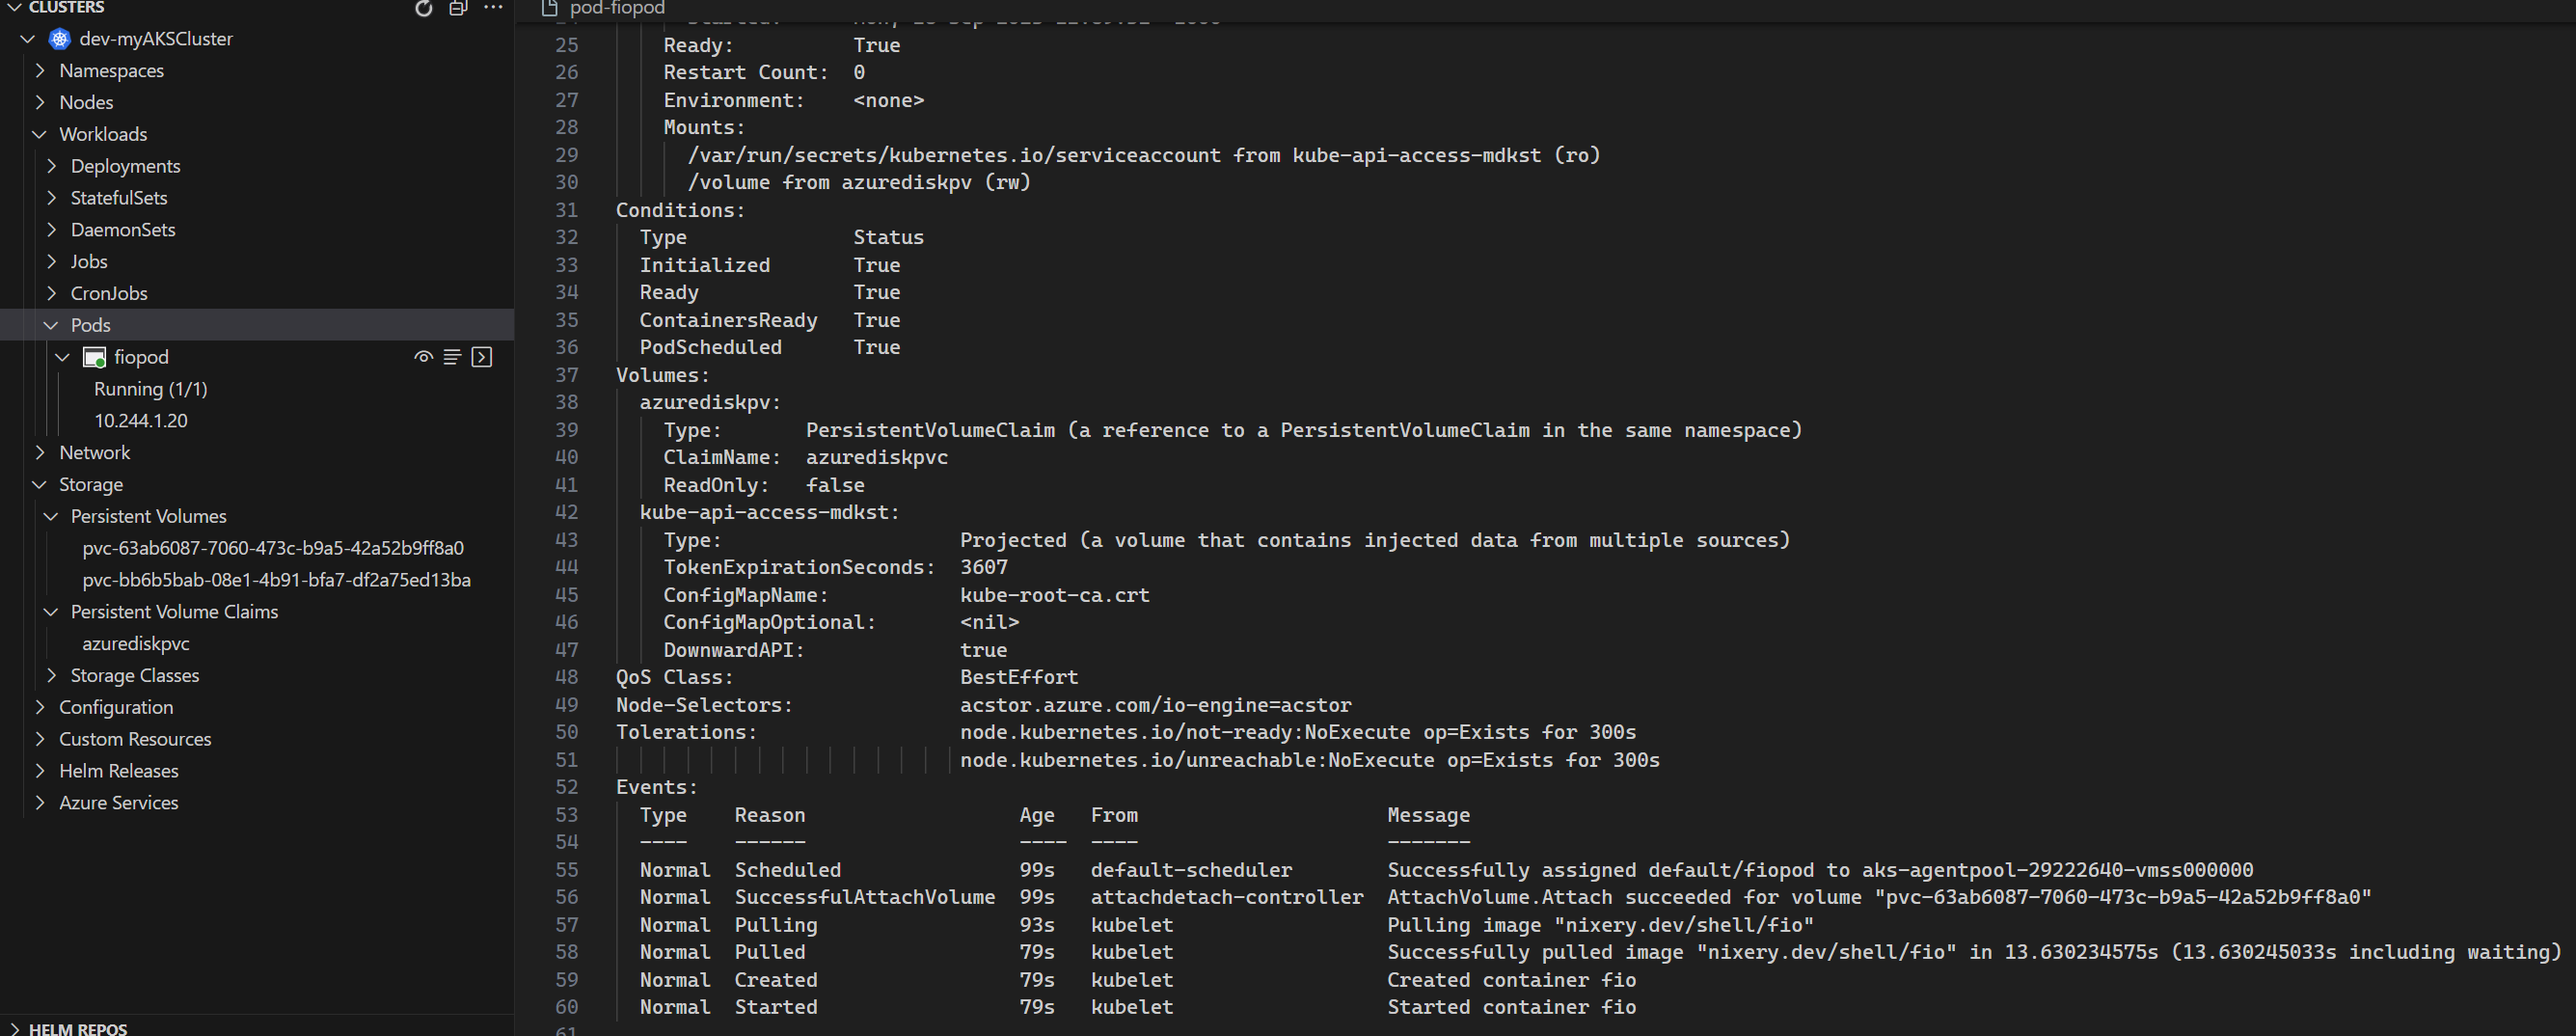 CLUSTERS
dev-myAKSCluster
Namespaces
Nodes
Workloads
Deployments
StatefulSets
DaemonSets
Jobs
CronJobs
Pods
fiopod
Running (1/1)
10.244.1.20
Network
Storage
Persistent Volumes
pvc-63ab6087-7060-473c-b9a5-42a52b9ff8a0
pvc-bb6b5bab-08e1-4b91-bfa7-df2a75ed13ba
Persistent Volume Claims
azurediskpvc
Storage Classes
Configuration
Custom Resources
Helm Releases
Azure Services
HELM REPOS
pod-fiopod
25 Ready: True
26 Restart Count: 0
27 Environment: <none>
28 Mounts:
29 /var/run/secrets/kubernetes.io/serviceaccount from kube-api-access-mdkst (ro)
30 /volume from azurediskpv (rw)
31 Conditions:
32 Type Status
33 Initialized True
34 Ready True
35 ContainersReady True
36 PodScheduled True
37 Volumes:
38 azurediskpv:
39 Type: PersistentVolumeClaim (a reference to a PersistentVolumeClaim in the same namespace)
40 ClaimName: azurediskpvc
41 ReadOnly: false
42 kube-api-access-mdkst:
43 Type: Projected (a volume that contains injected data from multiple sources)
44 TokenExpirationSeconds: 3607
45 ConfigMapName: kube-root-ca.crt
46 ConfigMapOptional: <nil>
47 DownwardAPI: true
48 QoS Class: BestEffort
49 Node-Selectors: acstor.azure.com/io-engine=acstor
50 Tolerations: node.kubernetes.io/not-ready:NoExecute op=Exists for 300s
51 node.kubernetes.io/unreachable:NoExecute op=Exists for 300s
52 Events:
53 Type Reason Age From Message
54 ---- ------ ---- ---- -------
55 Normal Scheduled 99s default-scheduler Successfully assigned default/fiopod to aks-agentpool-29222640-vmss000000
56 Normal SuccessfulAttachVolume 99s attachdetach-controller AttachVolume.Attach succeeded for volume "pvc-63ab6087-7060-473c-b9a5-42a52b9ff8a0"
57 Normal Pulling 93s kubelet Pulling image "nixery.dev/shell/fio"
58 Normal Pulled 79s kubelet Successfully pulled image "nixery.dev/shell/fio" in 13.630234575s (13.630245033s including waiting)
59 Normal Created 79s kubelet Created container fio
60 Normal Started 79s kubelet Started container fio
61